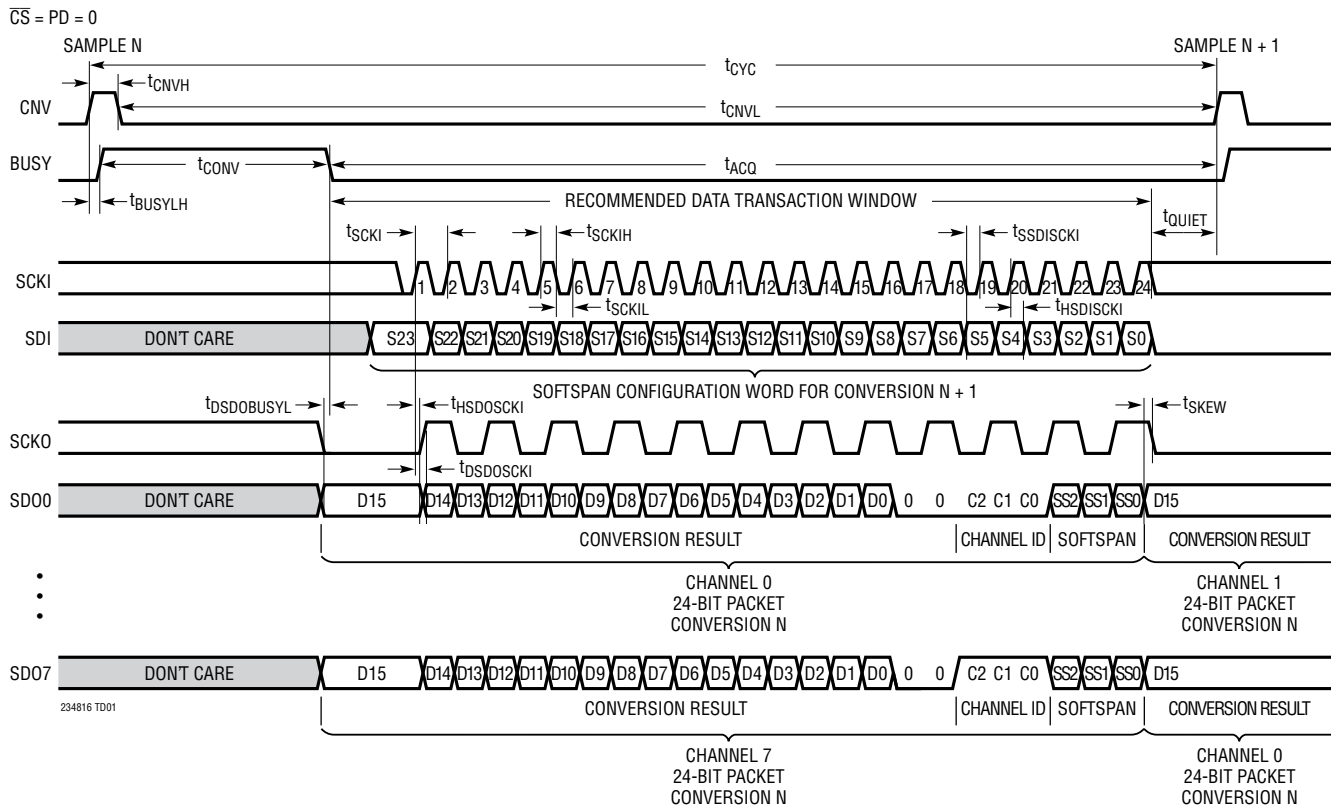 CS = PD = 0
SAMPLE N SAMPLE N + 1
tCYC
tCNVH
CNV
tCNVL
BUSY
tCONV tACQ
tBUSYLH
RECOMMENDED DATA TRANSACTION WINDOW
tQUIET
tSCKI tSCKIH tSSDISCKI
SCKI
1 2 3 4 5 6 7 8 9 10 11 12 13 14 15 16 17 18 19 20 21 22 23 24
tSCKIL tHSDISCKI
SDI DON'T CARE S23 S22 S21 S20 S19 S18 S17 S16 S15 S14 S13 S12 S11 S10 S9 S8 S7 S6 S5 S4 S3 S2 S1 S0
SOFTSPAN CONFIGURATION WORD FOR CONVERSION N + 1
tDSDOBUSYL tHSDOSCKI tSKEW
SCKO
tDSDOSCKI
SDO0 DON'T CARE D15 D14 D13 D12 D11 D10 D9 D8 D7 D6 D5 D4 D3 D2 D1 D0 0 0 C2 C1 C0 SS2 SS1 SS0 D15
CONVERSION RESULT CHANNEL ID SOFTSPAN CONVERSION RESULT
CHANNEL 0 CHANNEL 1
24-BIT PACKET 24-BIT PACKET
CONVERSION N CONVERSION N
SDO7 DON'T CARE D15 D14 D13 D12 D11 D10 D9 D8 D7 D6 D5 D4 D3 D2 D1 D0 0 0 C2 C1 C0 SS2 SS1 SS0 D15
234816 TD01
CONVERSION RESULT CHANNEL ID SOFTSPAN CONVERSION RESULT
CHANNEL 7 CHANNEL 0
24-BIT PACKET 24-BIT PACKET
CONVERSION N CONVERSION N